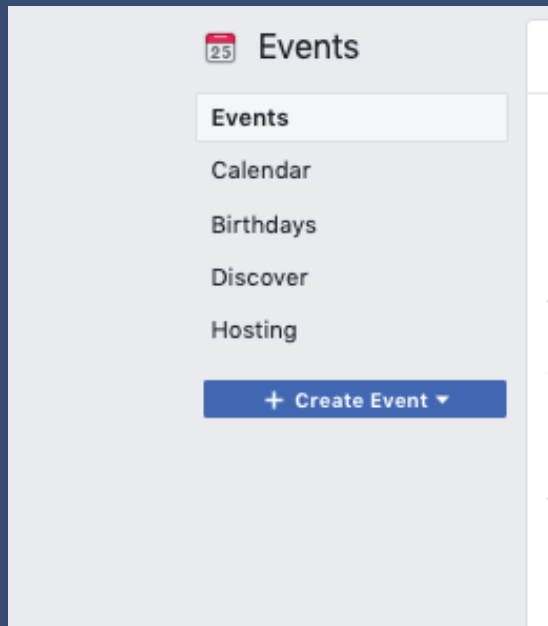 25 Events
Events
Calendar
Birthdays
Discover
Hosting
+ Create Event